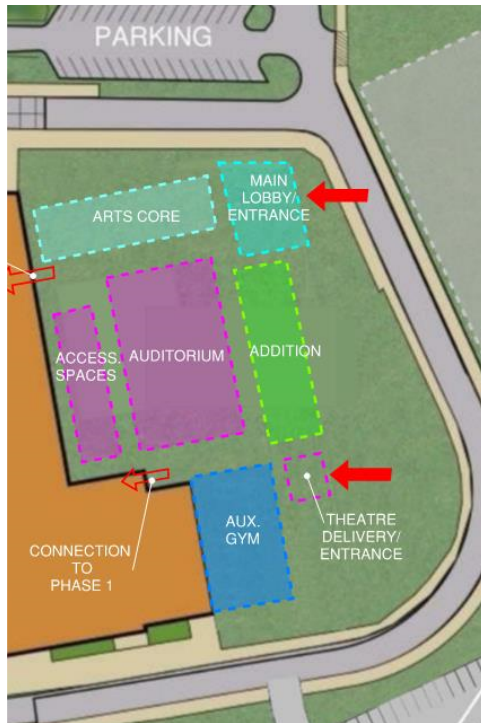 PARKING
MAIN
LOBBY/
ENTRANCE
ARTS CORE
ACCESS.
SPACES
AUDITORIUM
ADDITION
AUX.
GYM
THEATRE
DELIVERY/
ENTRANCE
CONNECTION
TO
PHASE 1